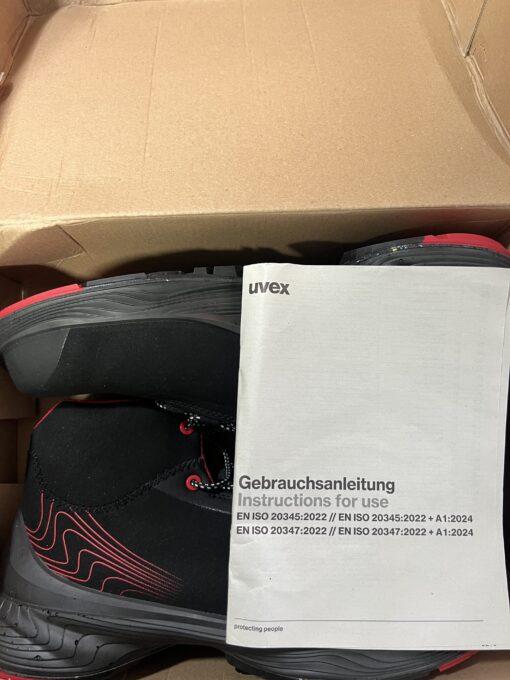 uvex
Gebrauchsanleitung
Instructions for use
EN ISO 20345:2022 // EN ISO 20345:2022 + A1:2024
EN ISO 20347:2022 // EN ISO 20347:2022 + A1:2024
protecting people